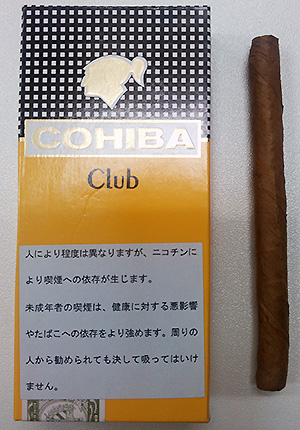 COHIBA
Club
人により程度は異なりますが、ニコチンに
より喫煙への依存が生じます。
未成年者の喫煙は、健康に対する悪影響
やたばこへの依存をより強めます。周りの
人から勧められても決して吸ってはいけ
ません。